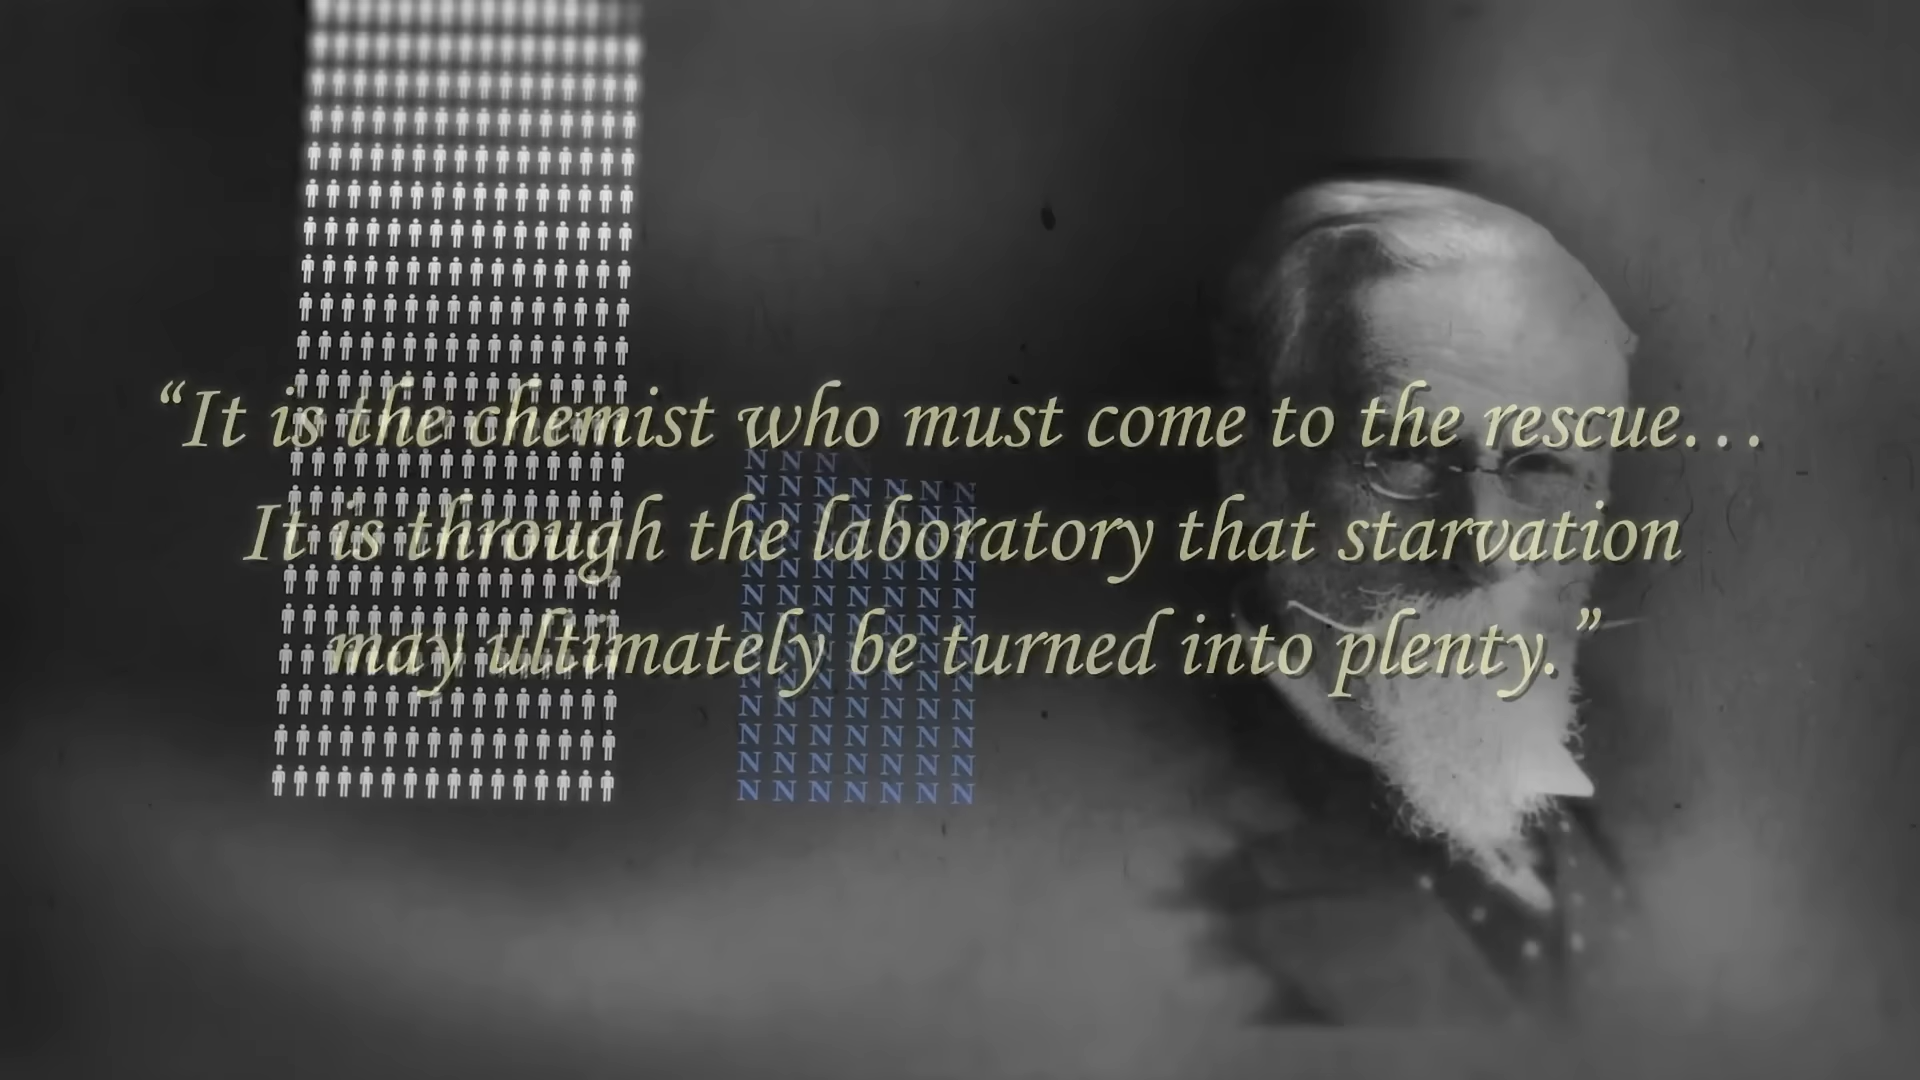 “It is the chemist who must come to the rescue…
It is through the laboratory that starvation
may ultimately be turned into plenty.”
N N N
N N N N N N N
N N N N N N N
N N N N N N N
N N N N N N N
N N N N N N N
N N N N N N N
N N N N N N N
N N N N N N N
N N N N N N N
N N N N N N N
N N N N N N N
N N N N N N N